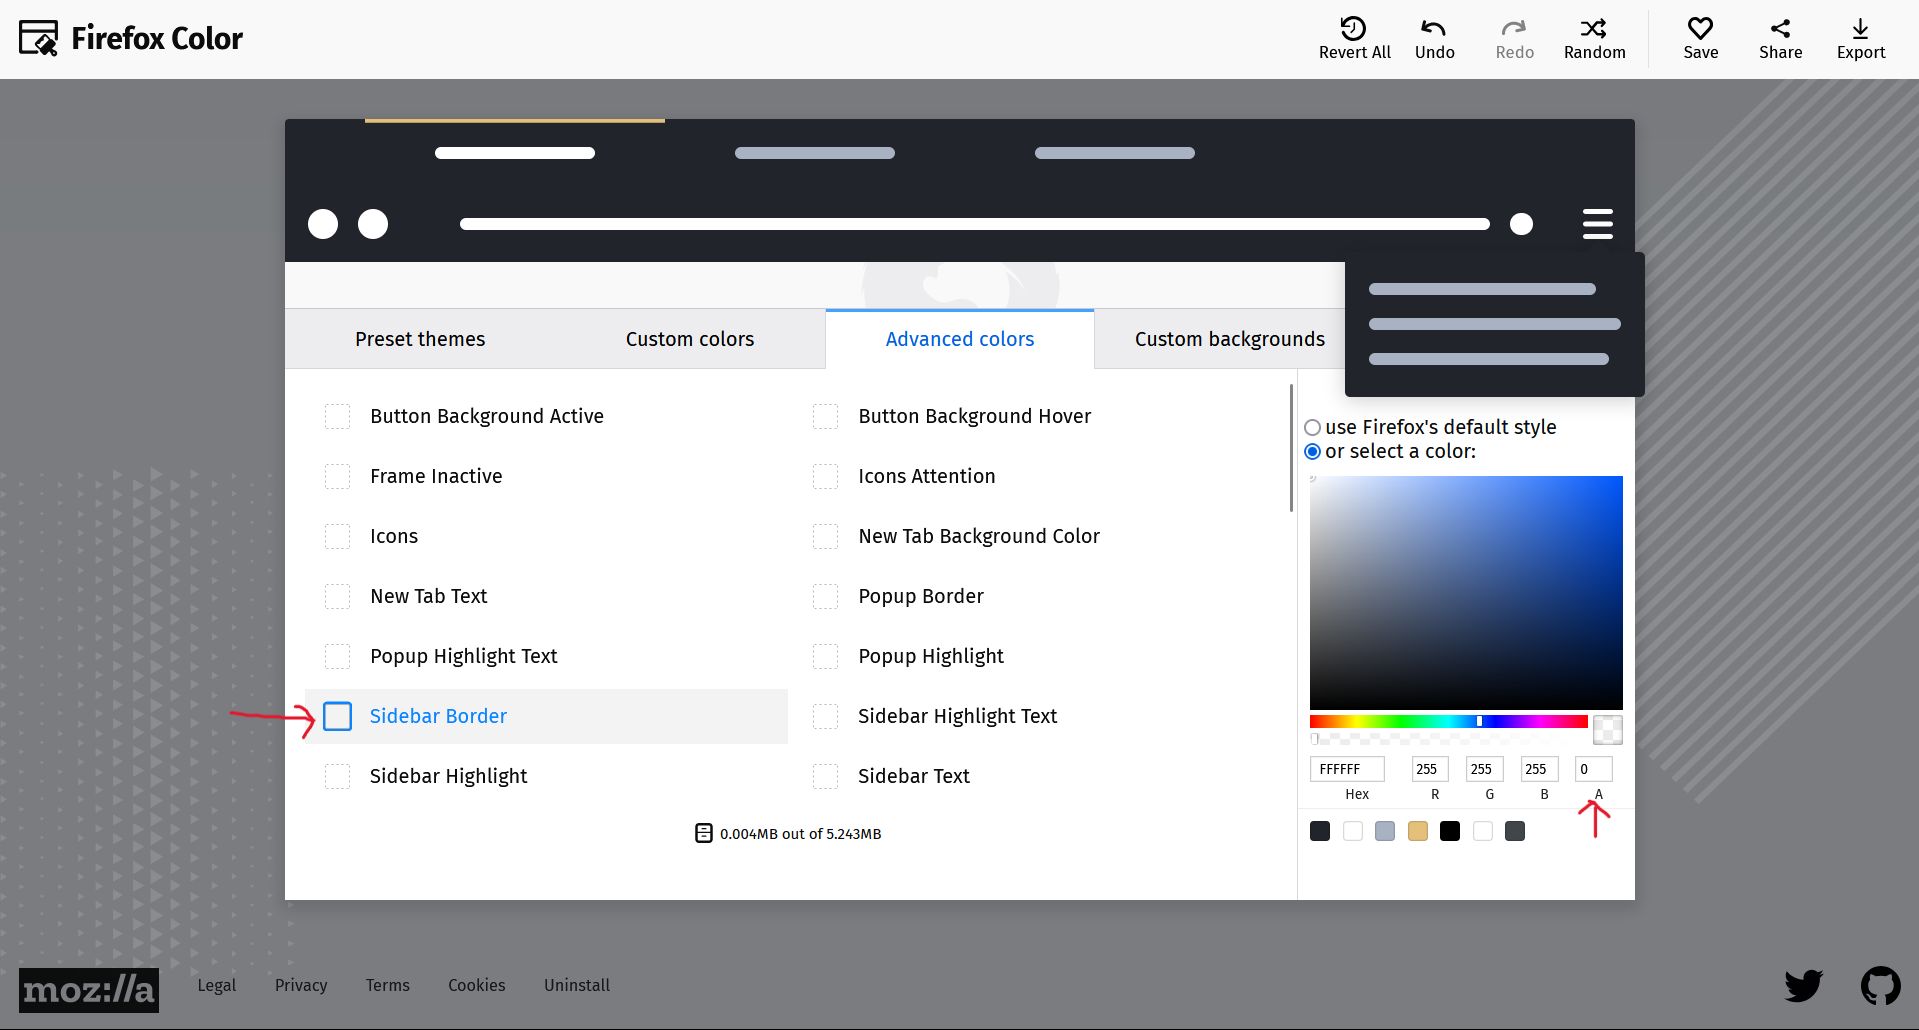 Firefox Color
Revert All
Undo
Redo
Random
Save
Share
Export
Preset themes
Custom colors
Advanced colors
Custom backgrounds
Button Background Active
Button Background Hover
Frame Inactive
Icons Attention
Icons
New Tab Background Color
New Tab Text
Popup Border
Popup Highlight Text
Popup Highlight
Sidebar Border
Sidebar Highlight Text
Sidebar Highlight
Sidebar Text
0.004MB out of 5.243MB
use Firefox's default style
or select a color:
FFFFFF
255
255
255
0
Hex
R
G
B
A
moz://a
Legal
Privacy
Terms
Cookies
Uninstall